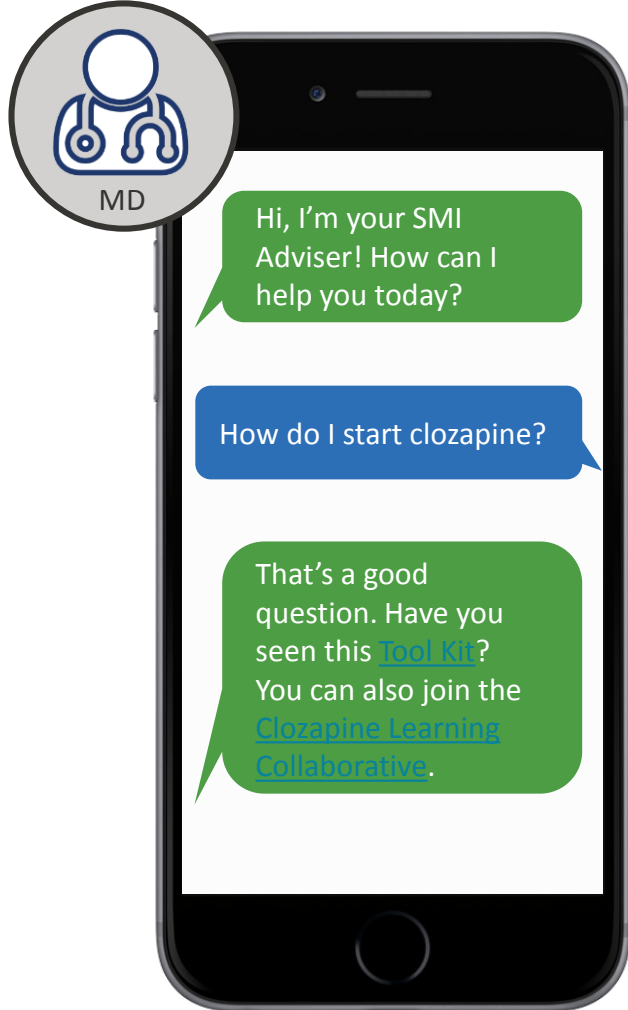 MD
Hi, I'm your SMI
Adviser! How can I
help you today?
How do I start clozapine?
That's a good
question. Have you
seen this Tool Kit?
You can also join the
Clozapine Learning
Collaborative.